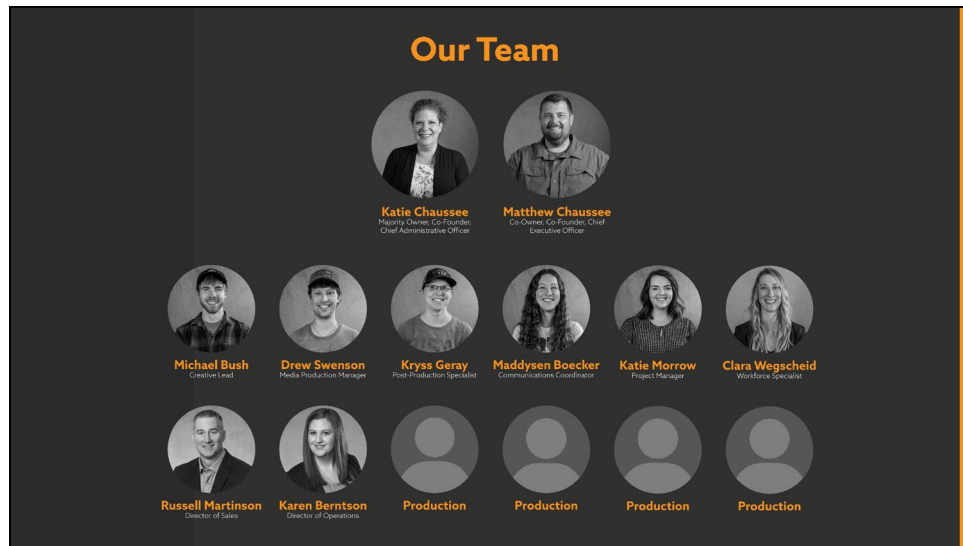 Our Team
Katie Chaussee
Majority Owner, Co-Founder,
Chief Administrative Officer
Matthew Chaussee
Co-Owner, Co-Founder, Chief
Executive Officer
Michael Bush
Creative Lead
Drew Swenson
Media Production Manager
Kryss Geray
Post-Production Specialist
Maddysen Boecker
Communications Coordinator
Katie Morrow
Project Manager
Clara Wegscheid
Workforce Specialist
Russell Martinson
Director of Sales
Karen Berntson
Director of Operations
Production
Production
Production
Production